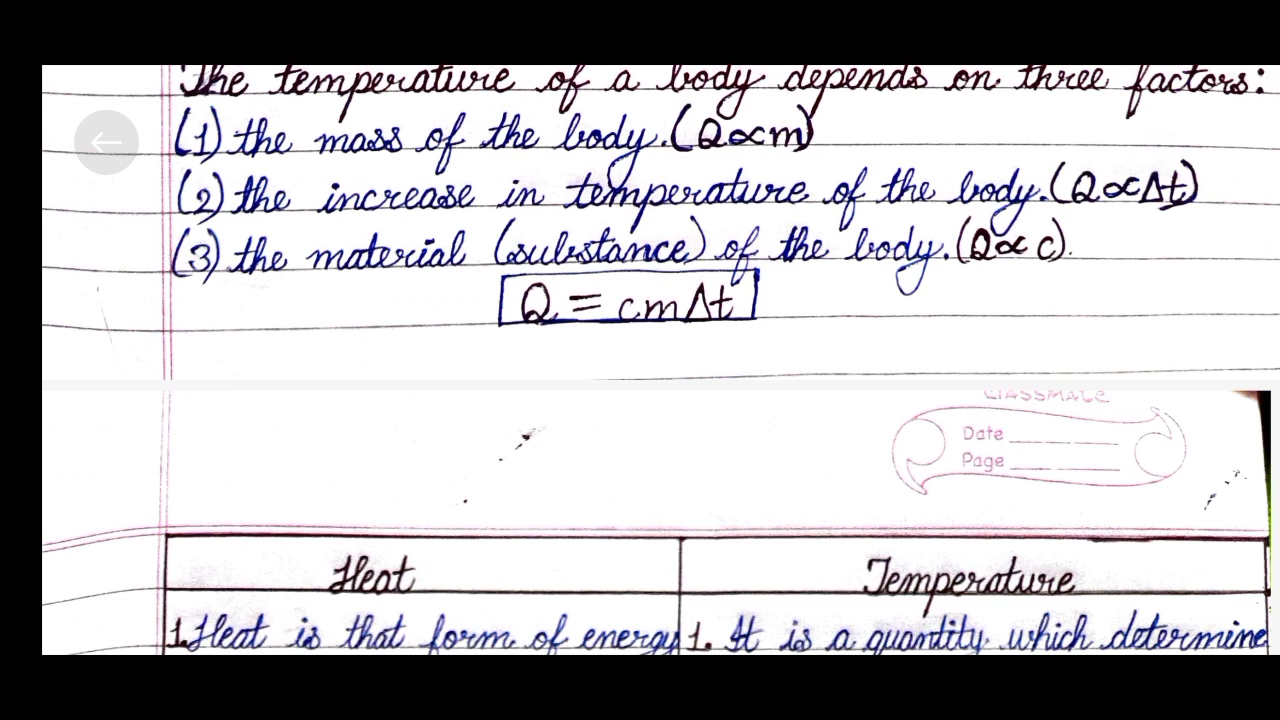 The temperature of a body depends on three factors:
(1) the mass of the body. (Q∝m)
(2) the increase in temperature of the body. (Q∝Δt)
(3) the material (substance) of the body. (Q∝ c).
Q = cmΔt
classmate
Date
Page
Heat Temperature
1. Heat is that form of energy 1. It is a quantity which determine